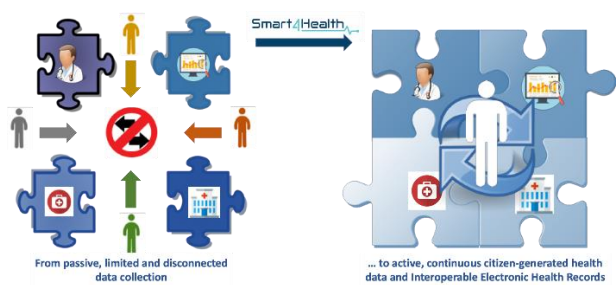 Smart4Health
From passive, limited and disconnected
data collection
... to active, continuous citizen-generated health
data and Interoperable Electronic Health Records